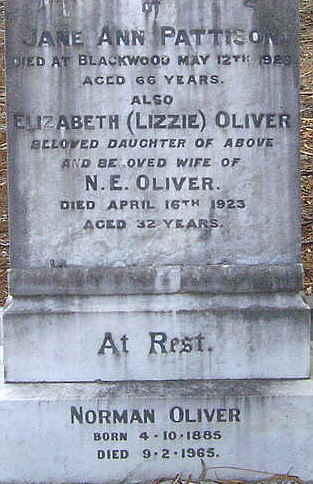 OF
JANE ANN PATTISON
DIED AT BLACKWOOD MAY 12TH
AGED 66 YEARS.
ALSO
ELIZABETH (LIZZIE) OLIVER
BELOVED DAUGHTER OF ABOVE
AND BELOVED WIFE OF
N.E. OLIVER.
DIED APRIL 16TH 1923
AGED 32 YEARS.
At Rest.
NORMAN OLIVER
BORN 4·10·1885
DIED 9·2·1965.